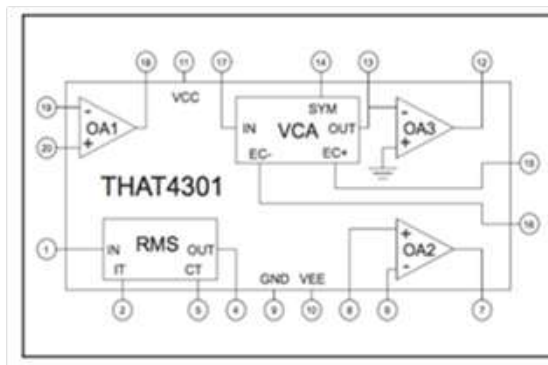 18 11 17 14 13 12
VCC
SYM
19 - OA1
20 +
IN VCA OUT
EC- EC+
- OA3
+
THAT4301
15
16
1 IN RMS OUT
IT CT
+ OA2
-
GND VEE
2 5 4 9 10 8 6 7